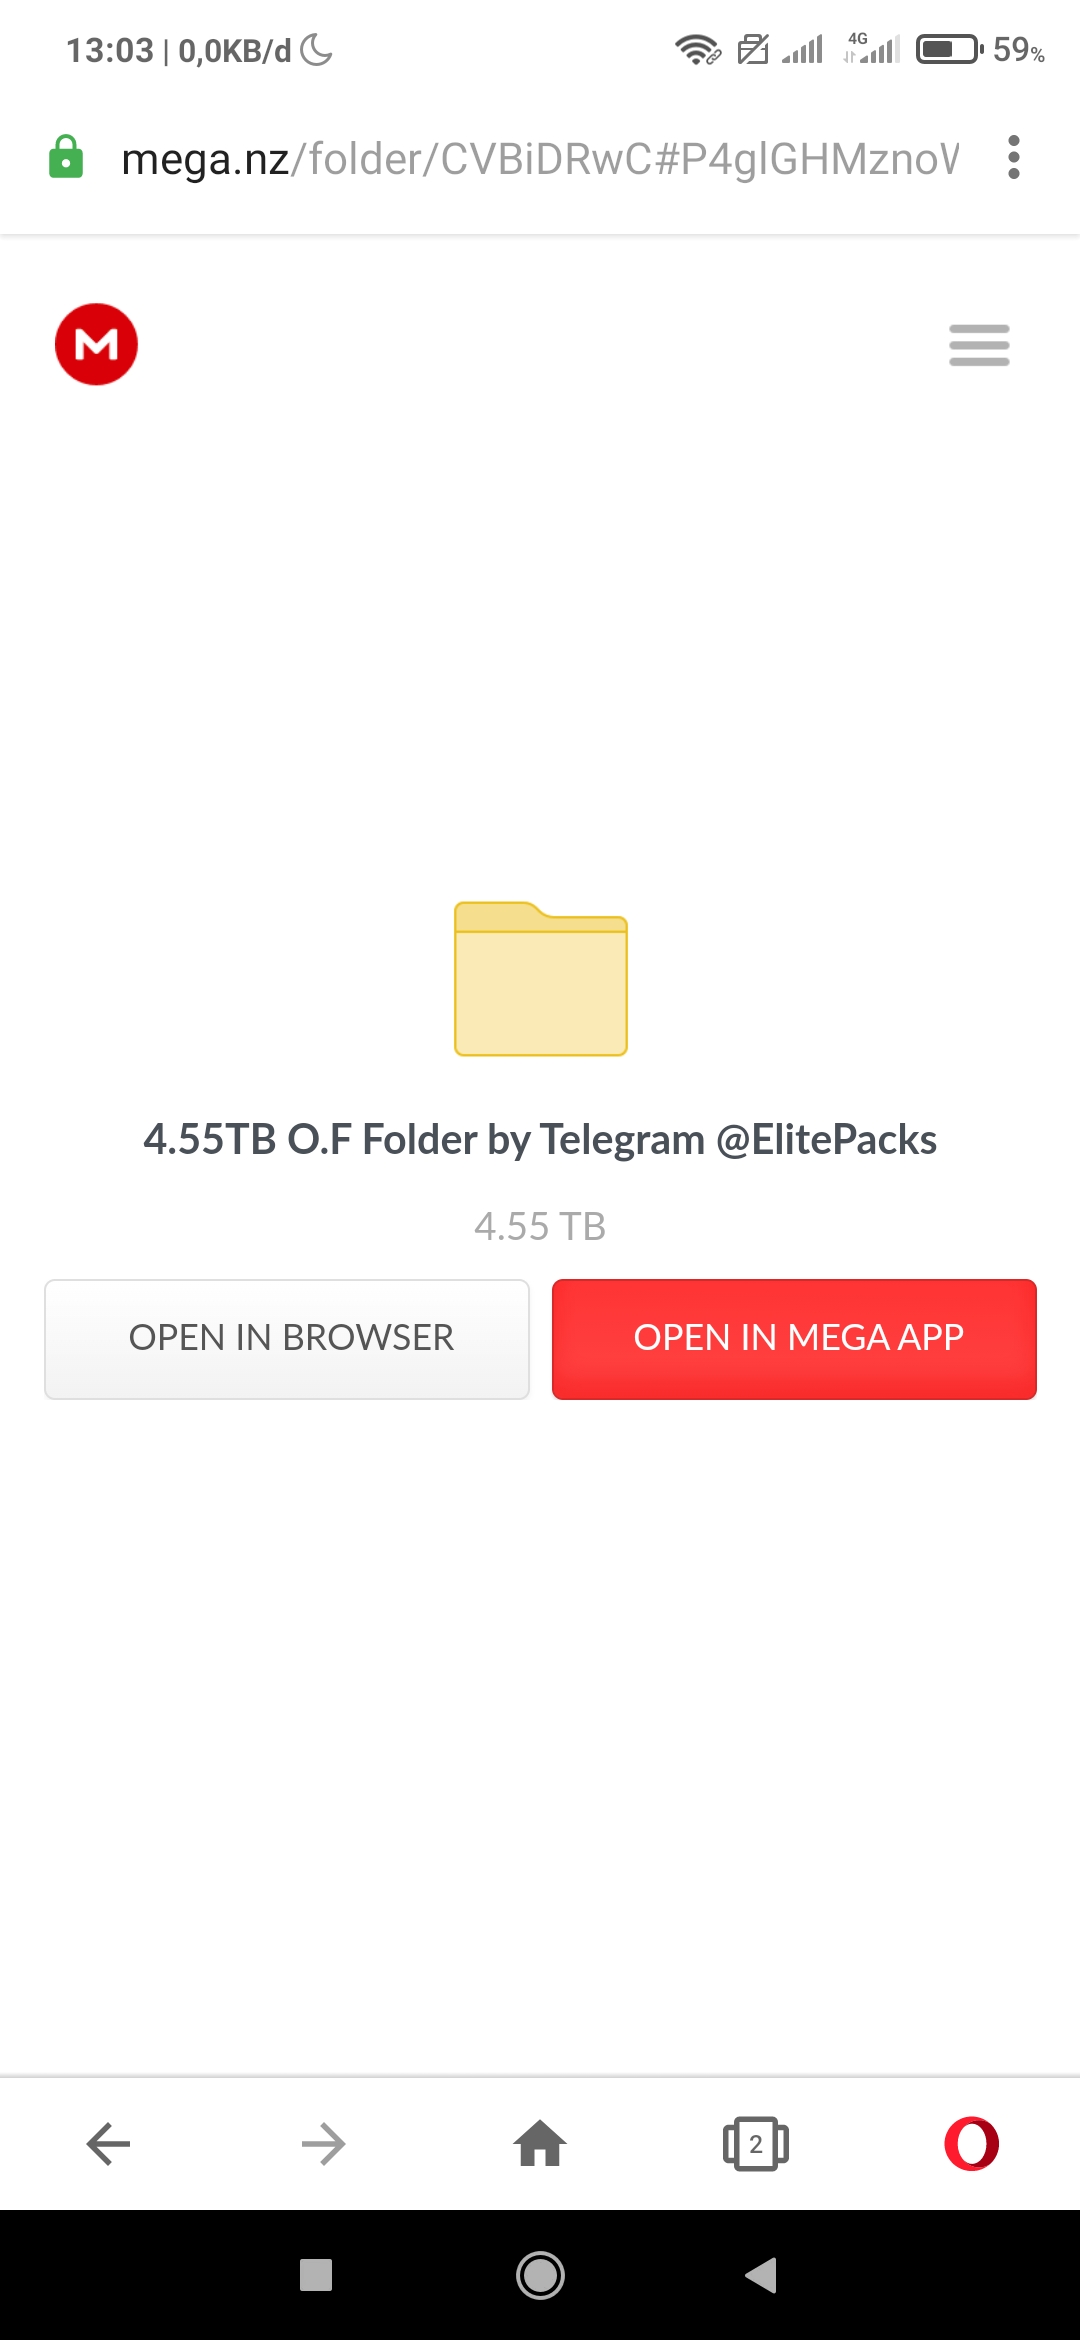 13:03 | 0,0KB/d
4G
59%
mega.nz/folder/CVBiDRwC#P4glGHMznoW
M
4.55TB O.F Folder by Telegram @ElitePacks
4.55 TB
OPEN IN BROWSER
OPEN IN MEGA APP
2